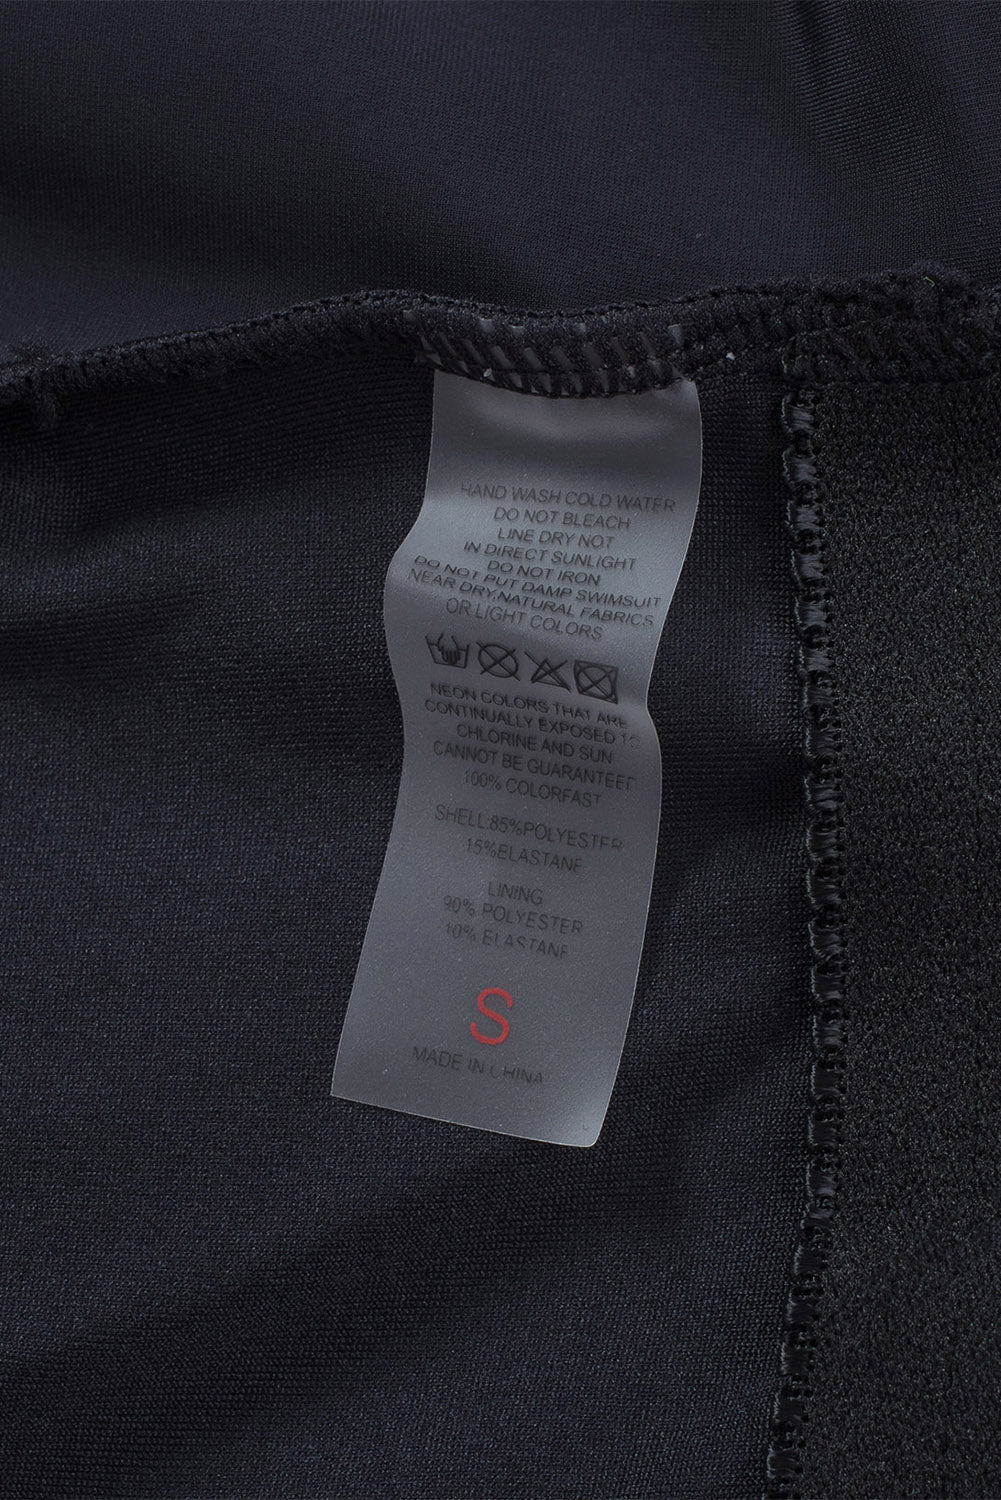 HAND WASH COLD WATER
DO NOT BLEACH
LINE DRY NOT
IN DIRECT SUNLIGHT
DO NOT IRON
DO NOT PUT DAMP SWIMSUIT
NEAR DRY,NATURAL FABRICS
OR LIGHT COLORS
NEON COLORS THAT ARE
CONTINUALLY EXPOSED TO
CHLORINE AND SUN
CANNOT BE GUARANTEED
100% COLORFAST
SHELL:85%POLYESTER
15%ELASTANE
LINING
90% POLYESTER
10% ELASTANE
S
MADE IN CHINA